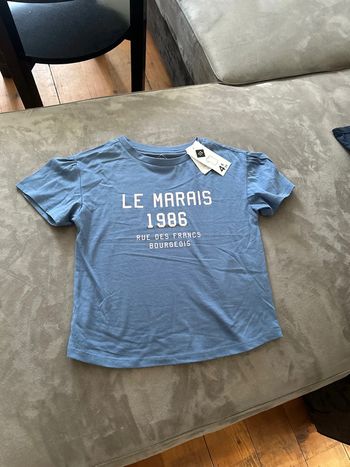 LE MARAIS
1986
RUE DES FRANCS
BOURGEOIS